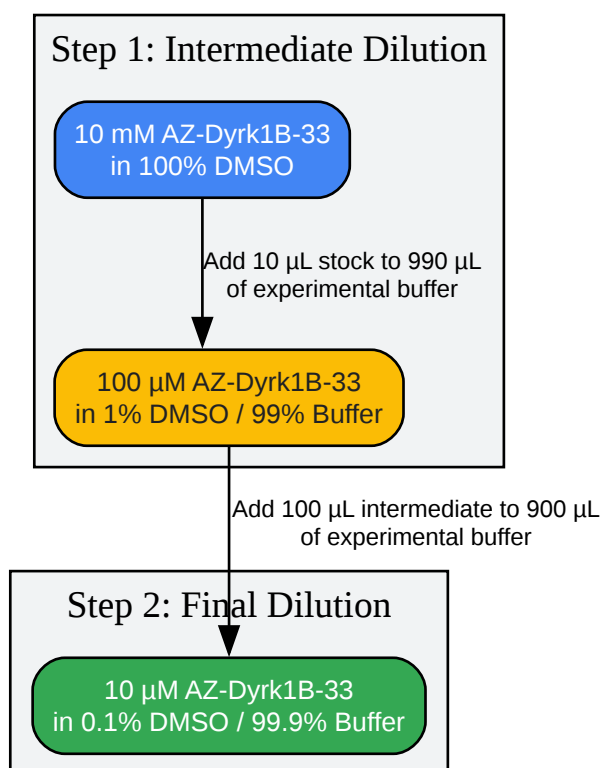 Step 1: Intermediate Dilution
10 mM AZ-Dyrk1B-33
in 100% DMSO
Add 10 µL stock to 990 µL
of experimental buffer
100 µM AZ-Dyrk1B-33
in 1% DMSO / 99% Buffer
Add 100 µL intermediate to 900 µL
of experimental buffer
Step 2: Final Dilution
10 µM AZ-Dyrk1B-33
in 0.1% DMSO / 99.9% Buffer